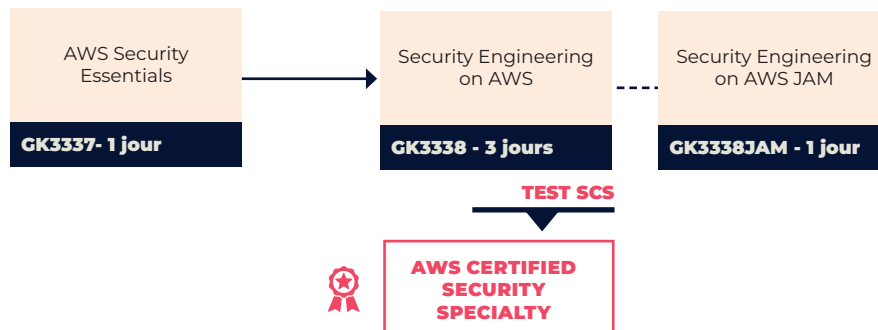 AWS Security
Essentials
GK3337- 1 jour
Security Engineering
on AWS
GK3338 - 3 jours
Security Engineering
on AWS JAM
GK3338JAM - 1 jour
TEST SCS
AWS CERTIFIED
SECURITY
SPECIALTY